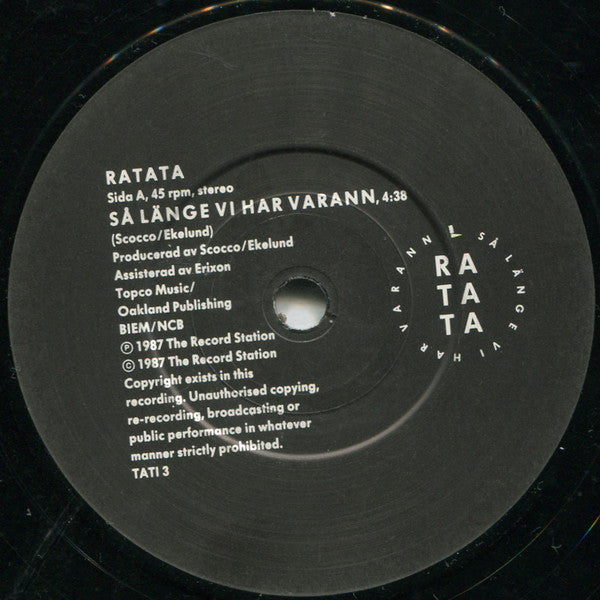 RATATA
Sida A, 45 rpm, stereo
SÅ LÄNGE VI HAR VARANN, 4:38
(Scocco/Ekelund)
Producerad av Scocco/Ekelund
Assisterad av Erixon
Topco Music/
Oakland Publishing
BIEM/NCB
℗ 1987 The Record Station
© 1987 The Record Station
Copyright exists in this
recording. Unauthorised copying,
re-recording, broadcasting or
public performance in whatever
manner strictly prohibited.
TATI 3
SÅ LÄNGE VI HAR VARANN
RA
TA
TA